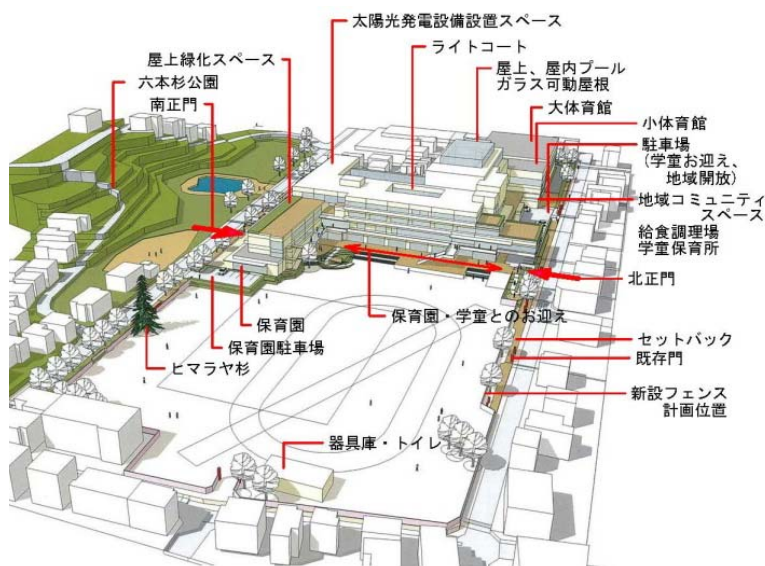 太陽光発電設備設置スペース
ライトコート
屋上緑化スペース
屋上、屋内プール
ガラス可動屋根
六本杉公園
南正門
大体育館
小体育館
駐車場
(学童お迎え、
地域開放)
地域コミュニティ
スペース
給食調理場
学童保育所
北正門
保育園
保育園・学童とのお迎え
保育園駐車場
ヒマラヤ杉
セットバック
既存門
新設フェンス
計画位置
器具庫・トイレ